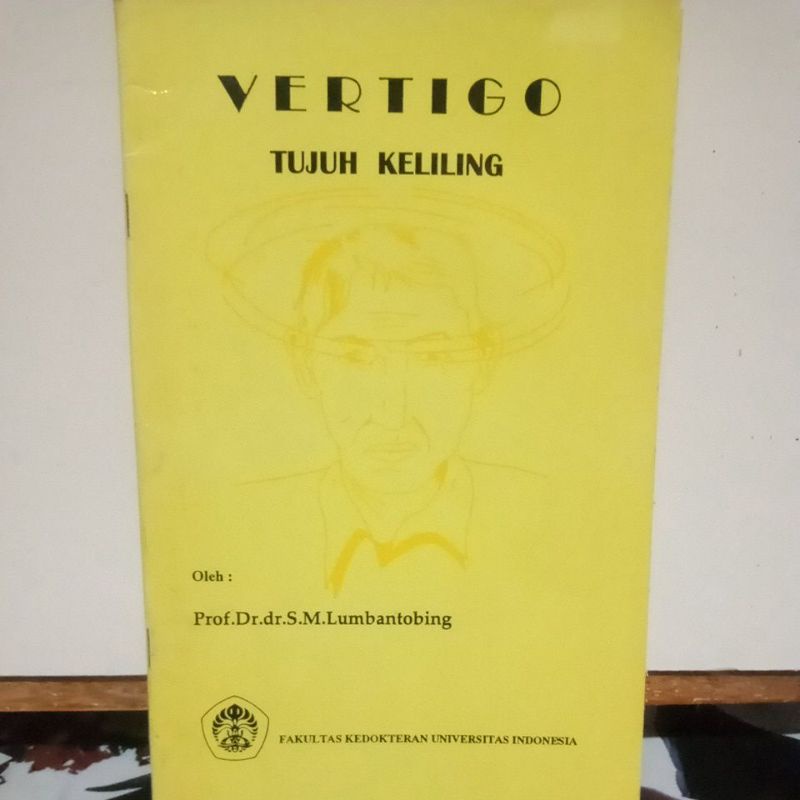 VERTIGO
TUJUH KELILING
Oleh :
Prof.Dr.dr.S.M.Lumbantobing
FAKULTAS KEDOKTERAN UNIVERSITAS INDONESIA